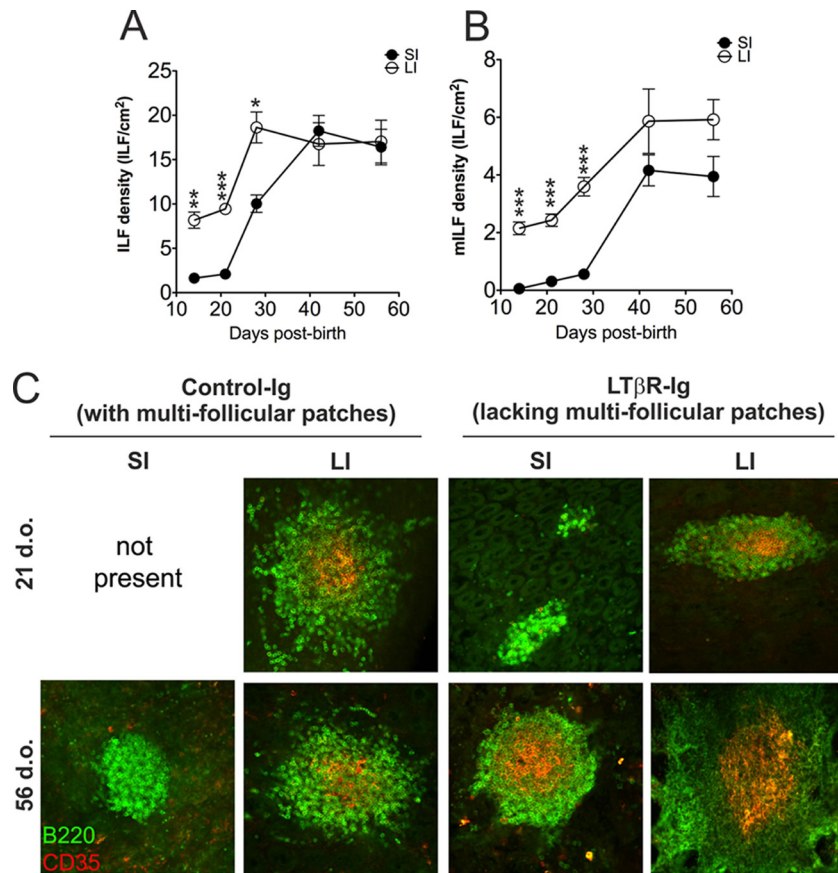 A
SI
LI
ILF density (ILF/cm²)
25
20
15
10
5
0
**
***
*
10 20 30 40 50 60
Days post-birth
B
SI
LI
mILF density (ILF/cm²)
8
6
4
2
0
***
***
***
10 20 30 40 50 60
Days post-birth
C
Control-Ig
(with multi-follicular patches)
LTβR-Ig
(lacking multi-follicular patches)
SI LI SI LI
21 d.o.
not
present
56 d.o.
B220
CD35